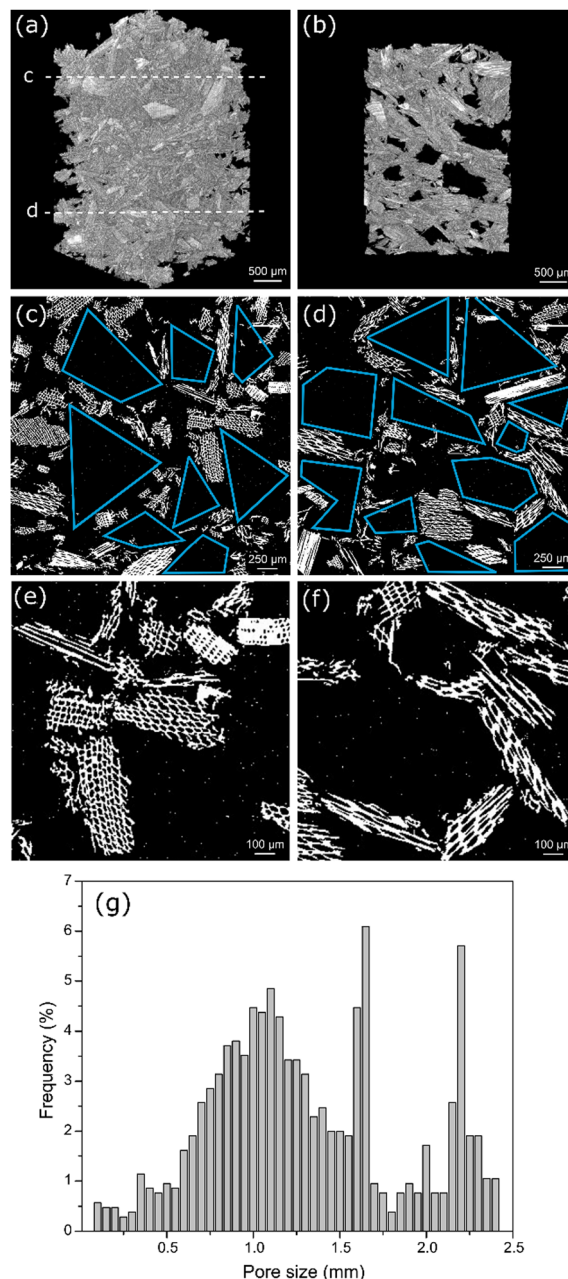 (a)
(b)
c
d
500 µm
500 µm
(c)
(d)
250 µm
250 µm
(e)
(f)
100 µm
100 µm
(g)
7
6
5
4
3
2
1
0
Frequency (%)
0.5
1.0
1.5
2.0
2.5
Pore size (mm)